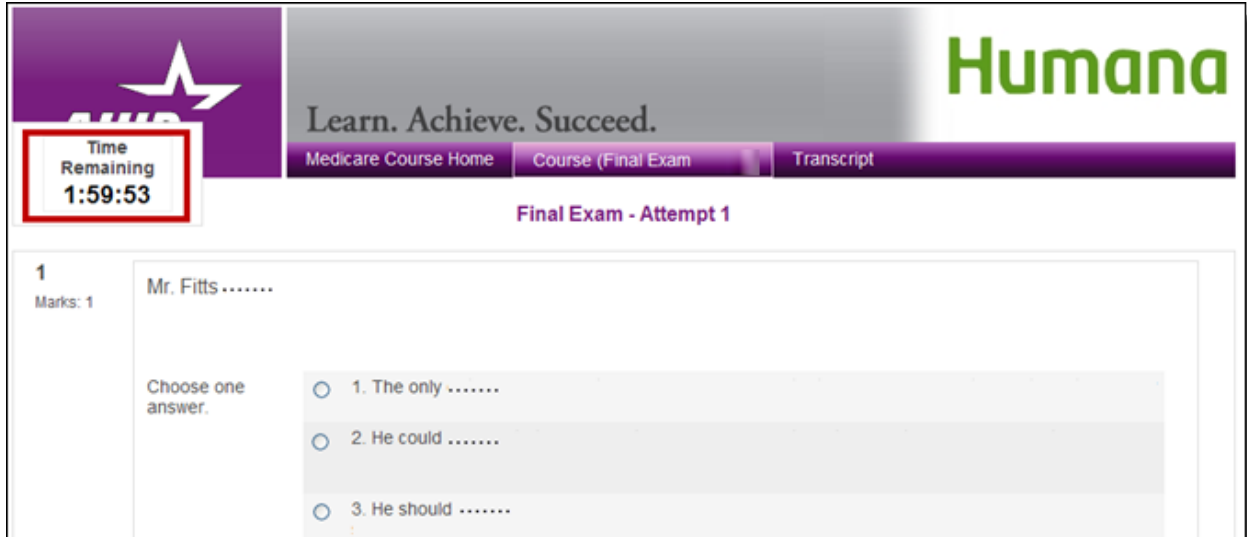 Humana
Learn. Achieve. Succeed.
Time
Remaining
1:59:53
Medicare Course Home Course (Final Exam Transcript
Final Exam - Attempt 1
1
Marks: 1
Mr. Fitts .......
Choose one
answer.
1. The only .......
2. He could .......
3. He should .......